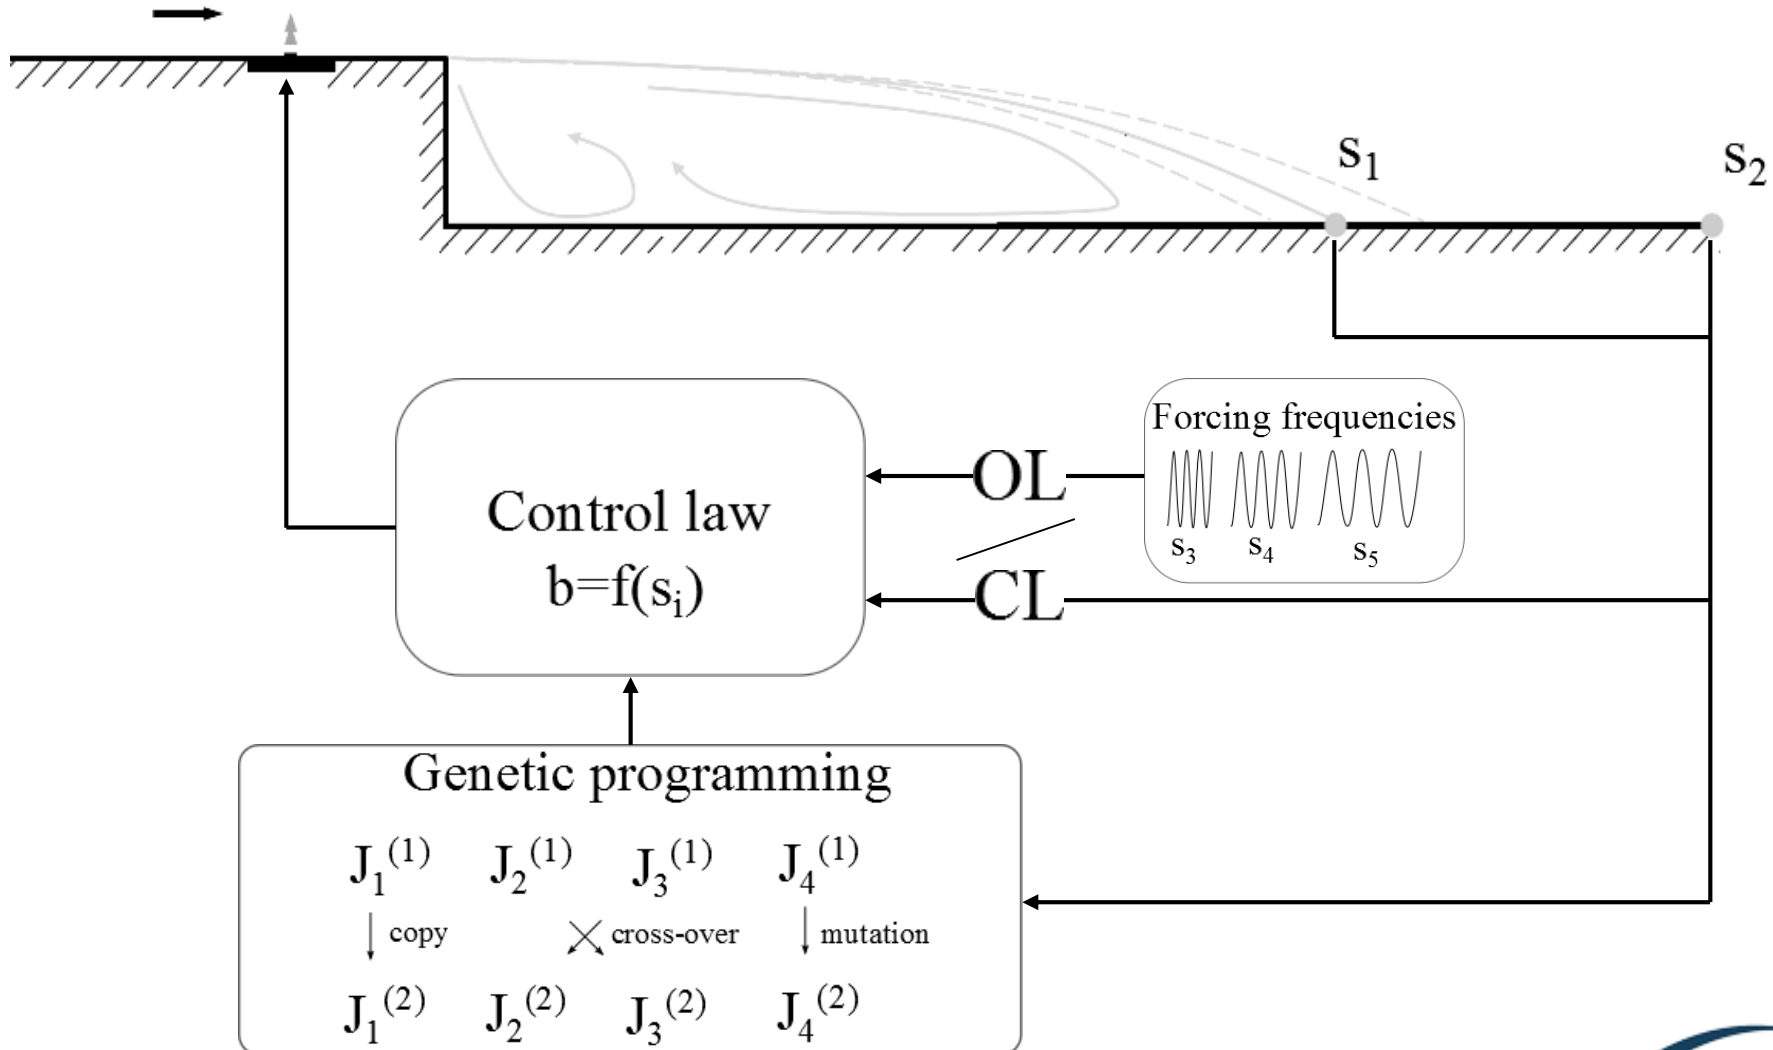 s₁
s₂
Forcing frequencies
s₃ s₄ s₅
OL
CL
Control law
b=f(sᵢ)
Genetic programming
J₁⁽¹⁾ J₂⁽¹⁾ J₃⁽¹⁾ J₄⁽¹⁾
copy cross-over mutation
J₁⁽²⁾ J₂⁽²⁾ J₃⁽²⁾ J₄⁽²⁾